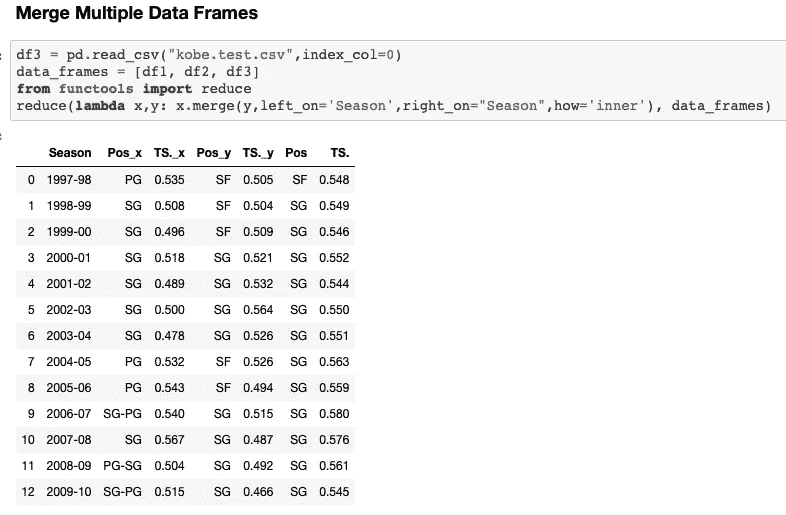 Merge Multiple Data Frames
df3 = pd.read_csv("kobe.test.csv",index_col=0)
data_frames = [df1, df2, df3]
from functools import reduce
reduce(lambda x,y: x.merge(y,left_on='Season',right_on="Season",how='inner'), data_frames)
Season Pos_x TS._x Pos_y TS._y Pos TS.
0 1997-98 PG 0.535 SF 0.505 SF 0.548
1 1998-99 SG 0.508 SF 0.504 SG 0.549
2 1999-00 SG 0.496 SF 0.509 SG 0.546
3 2000-01 SG 0.518 SG 0.521 SG 0.552
4 2001-02 SG 0.489 SG 0.532 SG 0.544
5 2002-03 SG 0.500 SG 0.564 SG 0.550
6 2003-04 SG 0.478 SG 0.526 SG 0.551
7 2004-05 PG 0.532 SF 0.526 SG 0.563
8 2005-06 PG 0.543 SF 0.494 SG 0.559
9 2006-07 SG-PG 0.540 SG 0.515 SG 0.580
10 2007-08 SG 0.567 SG 0.487 SG 0.576
11 2008-09 PG-SG 0.504 SG 0.492 SG 0.561
12 2009-10 SG-PG 0.515 SG 0.466 SG 0.545